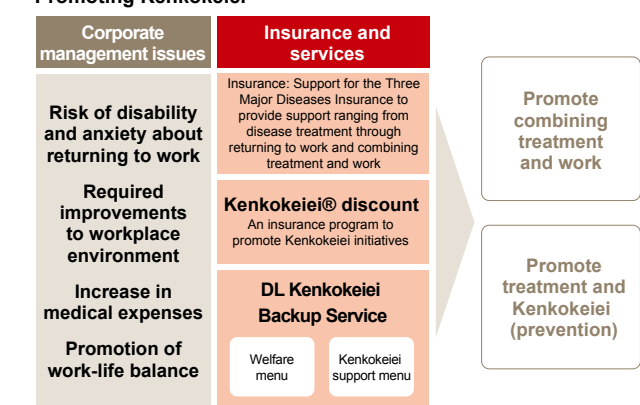 Promoting Kenkokeiei
Corporate
management issues
Insurance and
services
Risk of disability
and anxiety about
returning to work
Required
improvements
to workplace
environment
Increase in
medical expenses
Promotion of
work-life balance
Insurance: Support for the Three
Major Diseases Insurance to
provide support ranging from
disease treatment through
returning to work and combining
treatment and work
Kenkokeiei® discount
An insurance program to
promote Kenkokeiei initiatives
DL Kenkokeiei
Backup Service
Welfare
menu
Kenkokeiei
support menu
Promote
combining
treatment
and work
Promote
treatment and
Kenkokeiei
(prevention)